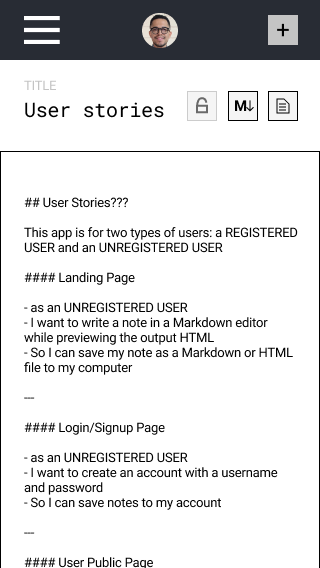 TITLE
User stories
M↓
## User Stories???
This app is for two types of users: a REGISTERED
USER and an UNREGISTERED USER
#### Landing Page
- as an UNREGISTERED USER
- I want to write a note in a Markdown editor
while previewing the output HTML
- So I can save my note as a Markdown or HTML
file to my computer
---
#### Login/Signup Page
- as an UNREGISTERED USER
- I want to create an account with a username
and password
- So I can save notes to my account
---
#### User Public Page